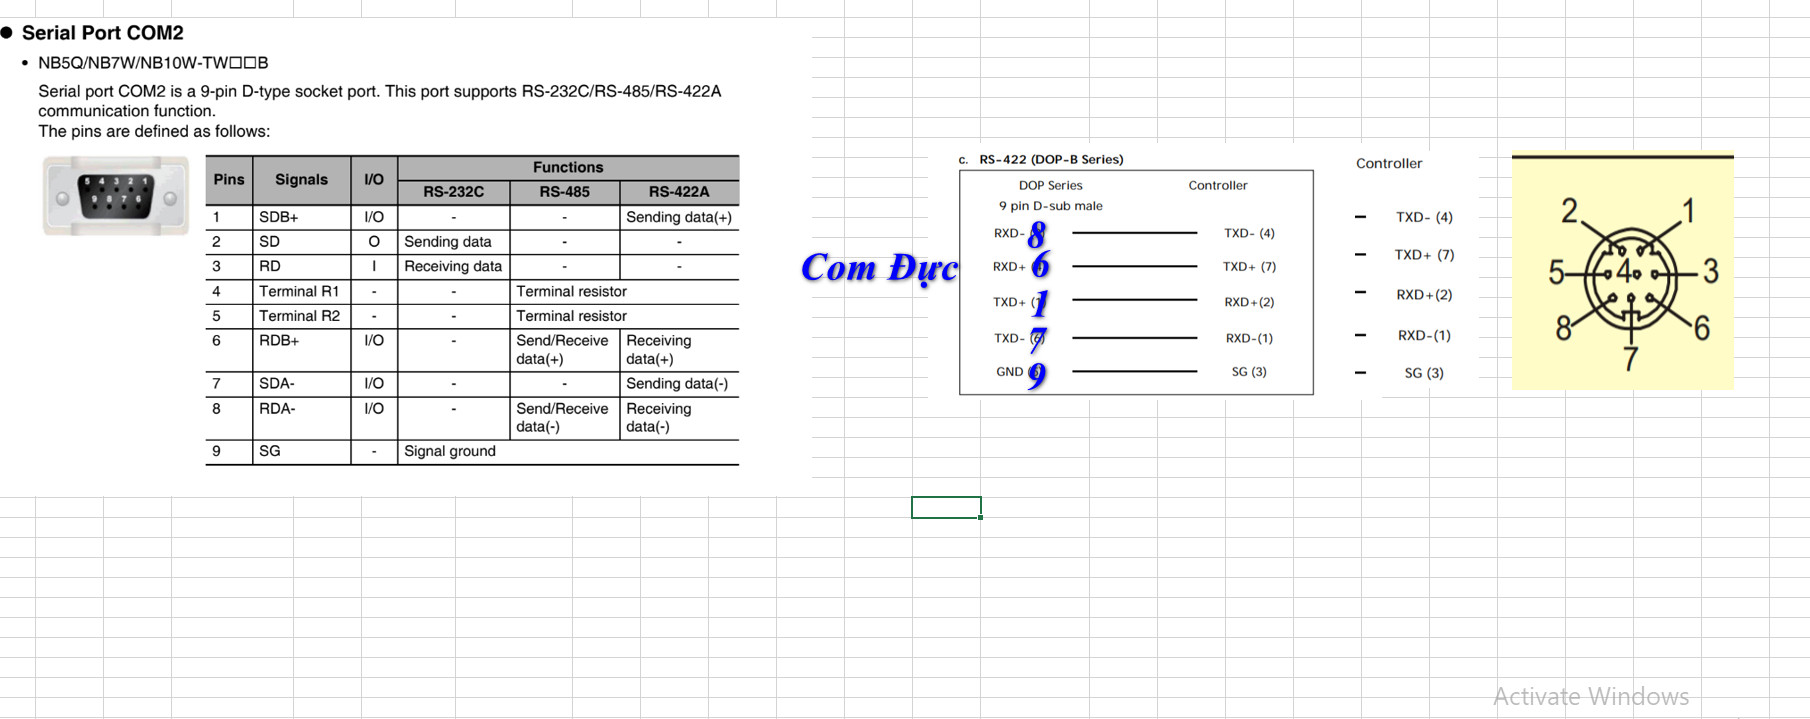 ● Serial Port COM2
• NB5Q/NB7W/NB10W-TW□□B
Serial port COM2 is a 9-pin D-type socket port. This port supports RS-232C/RS-485/RS-422A
communication function.
The pins are defined as follows:
5 4 3 2 1
9 8 7 6
Pins Signals I/O Functions
RS-232C RS-485 RS-422A
1 SDB+ I/O - - Sending data(+)
2 SD O Sending data - -
3 RD I Receiving data - -
4 Terminal R1 - - Terminal resistor
5 Terminal R2 - - Terminal resistor
6 RDB+ I/O - Send/Receive data(+) Receiving data(+)
7 SDA- I/O - - Sending data(-)
8 RDA- I/O - Send/Receive data(-) Receiving data(-)
9 SG - Signal ground
Com Đực
c. RS-422 (DOP-B Series)
DOP Series Controller
9 pin D-sub male
RXD- 8 TXD- (4)
RXD+ 6 TXD+ (7)
TXD+ 1 RXD+(2)
TXD- 7 RXD-(1)
GND 9 SG (3)
Controller
- TXD- (4)
- TXD+ (7)
- RXD+(2)
- RXD-(1)
- SG (3)
2 1
5 4 3
8 6
7
Activate Windows